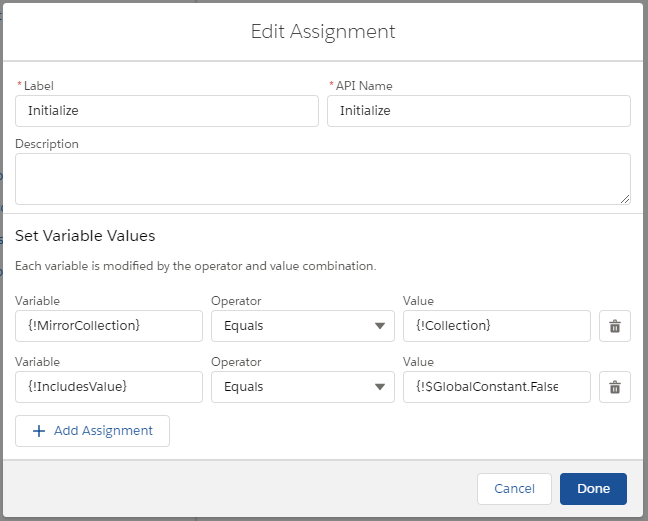 Edit Assignment
* Label
* API Name
Initialize
Initialize
Description
Set Variable Values
Each variable is modified by the operator and value combination.
Variable
Operator
Value
{!MirrorCollection}
Equals
{!Collection}
Variable
Operator
Value
{!IncludesValue}
Equals
{!$GlobalConstant.False
+ Add Assignment
Cancel
Done